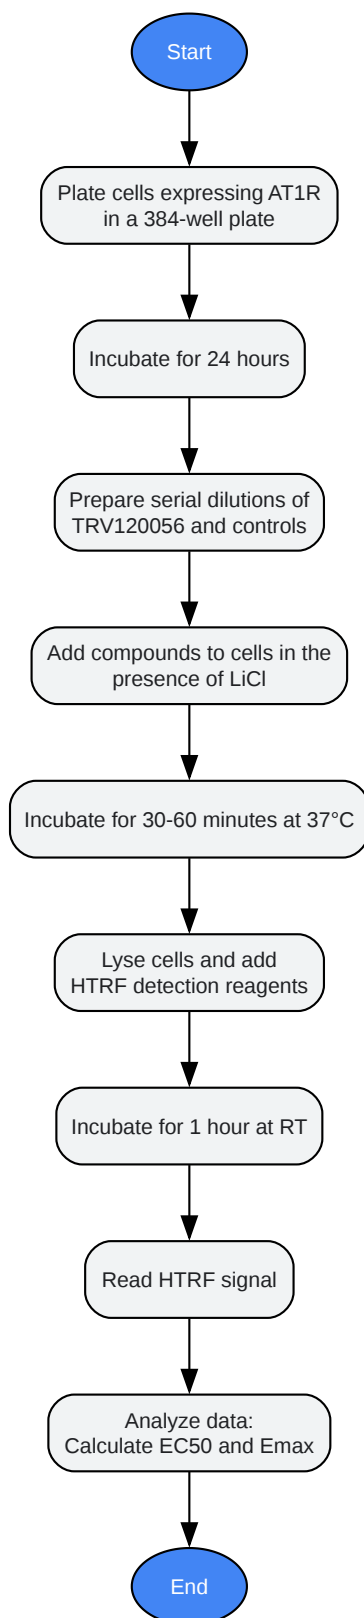 Start
Plate cells expressing AT1R
in a 384-well plate
Incubate for 24 hours
Prepare serial dilutions of
TRV120056 and controls
Add compounds to cells in the
presence of LiCl
Incubate for 30-60 minutes at 37°C
Lyse cells and add
HTRF detection reagents
Incubate for 1 hour at RT
Read HTRF signal
Analyze data:
Calculate EC50 and Emax
End